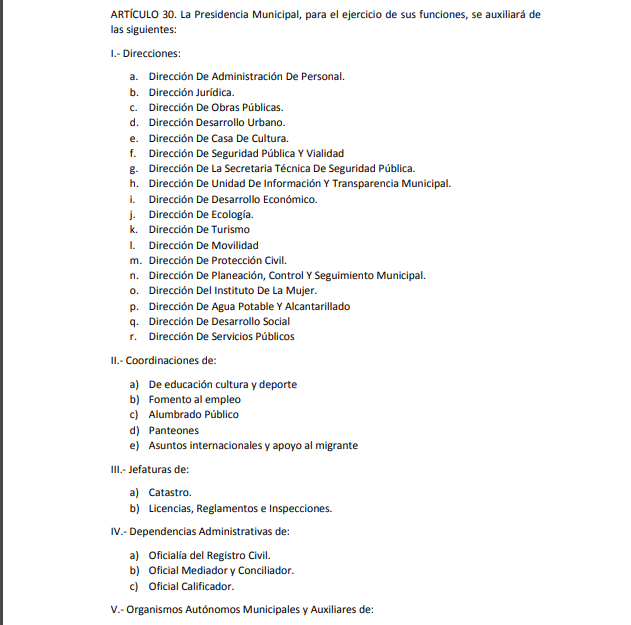 ARTÍCULO 30. La Presidencia Municipal, para el ejercicio de sus funciones, se auxiliará de
las siguientes:
I.- Direcciones:
a. Dirección De Administración De Personal.
b. Dirección Jurídica.
c. Dirección De Obras Públicas.
d. Dirección Desarrollo Urbano.
e. Dirección De Casa De Cultura.
f. Dirección De Seguridad Pública Y Vialidad
g. Dirección De La Secretaria Técnica De Seguridad Pública.
h. Dirección De Unidad De Información Y Transparencia Municipal.
i. Dirección De Desarrollo Económico.
j. Dirección De Ecología.
k. Dirección De Turismo
l. Dirección De Movilidad
m. Dirección De Protección Civil.
n. Dirección De Planeación, Control Y Seguimiento Municipal.
o. Dirección Del Instituto De La Mujer.
p. Dirección De Agua Potable Y Alcantarillado
q. Dirección De Desarrollo Social
r. Dirección De Servicios Públicos
II.- Coordinaciones de:
a) De educación cultura y deporte
b) Fomento al empleo
c) Alumbrado Público
d) Panteones
e) Asuntos internacionales y apoyo al migrante
III.- Jefaturas de:
a) Catastro.
b) Licencias, Reglamentos e Inspecciones.
IV.- Dependencias Administrativas de:
a) Oficialía del Registro Civil.
b) Oficial Mediador y Conciliador.
c) Oficial Calificador.
V.- Organismos Autónomos Municipales y Auxiliares de: